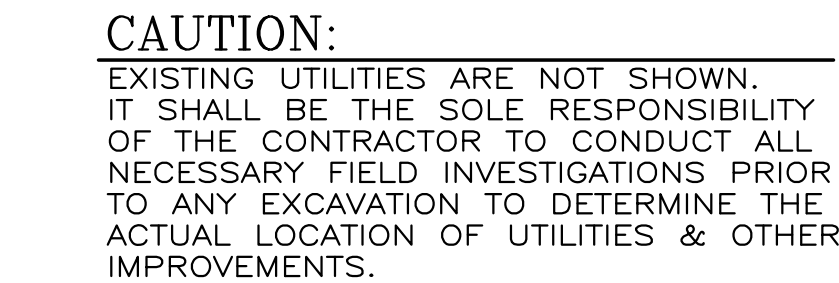 CAUTION:
EXISTING UTILITIES ARE NOT SHOWN.
IT SHALL BE THE SOLE RESPONSIBILITY
OF THE CONTRACTOR TO CONDUCT ALL
NECESSARY FIELD INVESTIGATIONS PRIOR
TO ANY EXCAVATION TO DETERMINE THE
ACTUAL LOCATION OF UTILITIES & OTHER
IMPROVEMENTS.